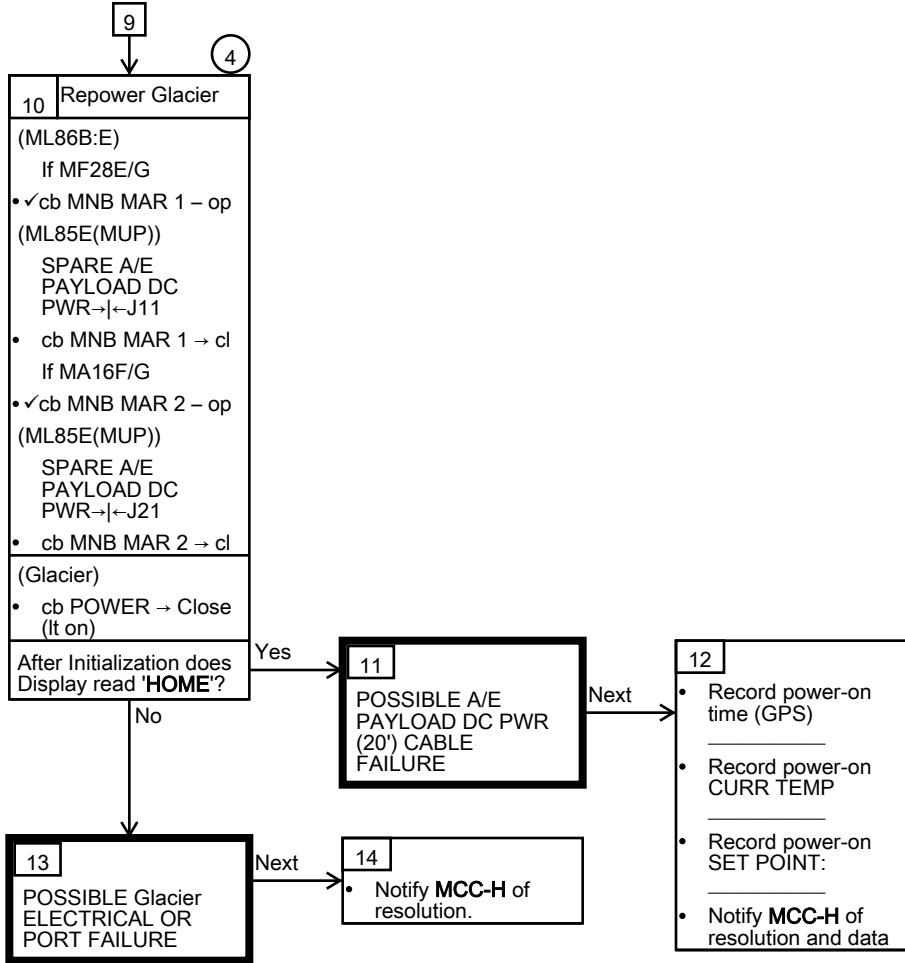 9
4
10
Repower Glacier
(ML86B:E)
If MF28E/G
• ✓cb MNB MAR 1 – op
(ML85E(MUP))
SPARE A/E
PAYLOAD DC
PWR→|←J11
• cb MNB MAR 1 → cl
If MA16F/G
• ✓cb MNB MAR 2 – op
(ML85E(MUP))
SPARE A/E
PAYLOAD DC
PWR→|←J21
• cb MNB MAR 2 → cl
(Glacier)
• cb POWER → Close
(lt on)
After Initialization does
Display read 'HOME'?
Yes
No
11
POSSIBLE A/E
PAYLOAD DC PWR
(20') CABLE
FAILURE
Next
12
• Record power-on
time (GPS)
___________
• Record power-on
CURR TEMP
___________
• Record power-on
SET POINT:
___________
• Notify MCC-H of
resolution and data
13
POSSIBLE Glacier
ELECTRICAL OR
PORT FAILURE
Next
14
• Notify MCC-H of
resolution.